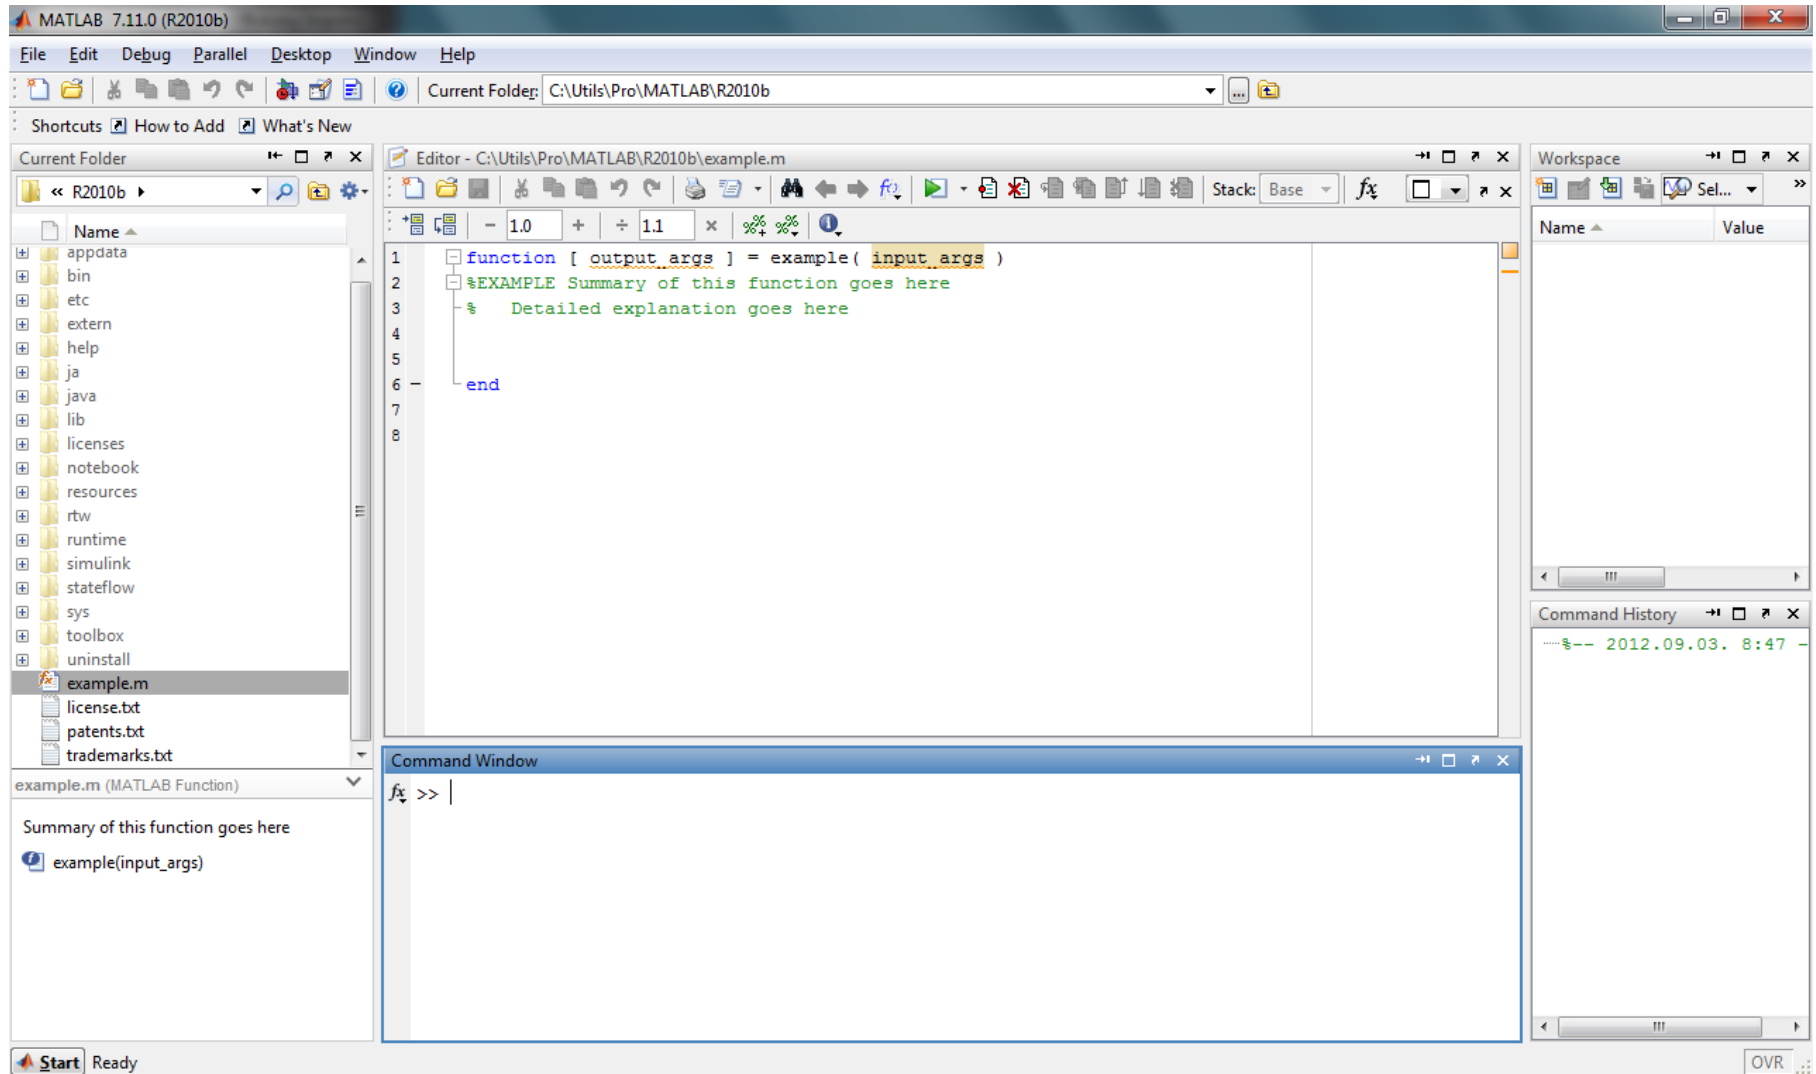 MATLAB 7.11.0 (R2010b)
File Edit Debug Parallel Desktop Window Help
Current Folder: C:\Utils\Pro\MATLAB\R2010b ...
Shortcuts How to Add What's New
Current Folder
« R2010b
Name
appdata
bin
etc
extern
help
ja
java
lib
licenses
notebook
resources
rtw
runtime
simulink
stateflow
sys
toolbox
uninstall
example.m
license.txt
patents.txt
trademarks.txt
example.m (MATLAB Function)
Summary of this function goes here
example(input_args)
Editor - C:\Utils\Pro\MATLAB\R2010b\example.m
Stack: Base fx
− 1.0 + ÷ 1.1 ×
1 function [ output_args ] = example( input_args )
2 %EXAMPLE Summary of this function goes here
3 % Detailed explanation goes here
4
5
6 – end
7
8
Command Window
fx >>
Workspace
Sel... »
Name Value
Command History
%-- 2012.09.03. 8:47 -
Start Ready
OVR